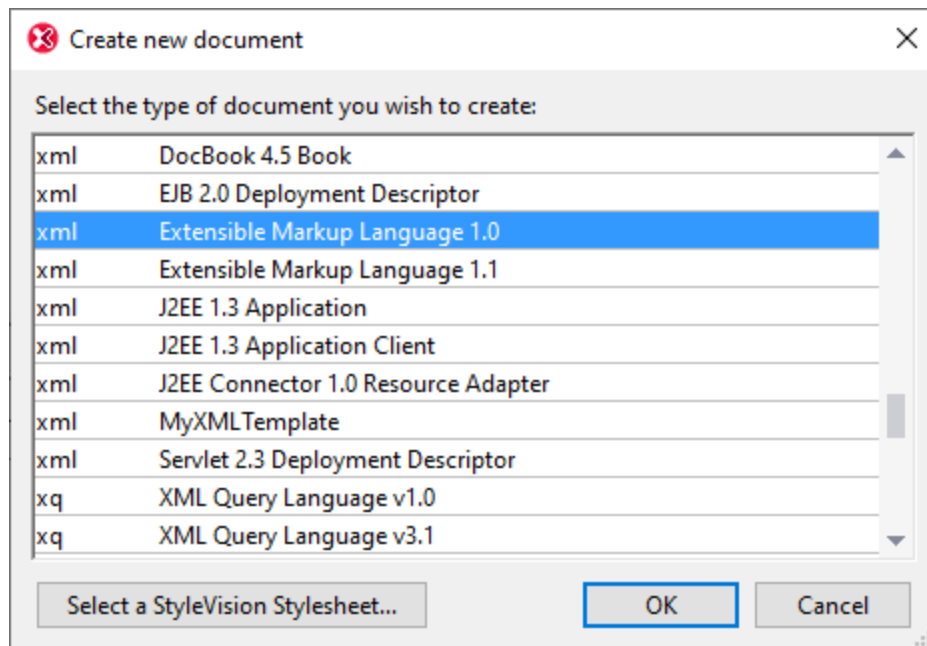 Create new document
Select the type of document you wish to create:
xml DocBook 4.5 Book
xml EJB 2.0 Deployment Descriptor
xml Extensible Markup Language 1.0
xml Extensible Markup Language 1.1
xml J2EE 1.3 Application
xml J2EE 1.3 Application Client
xml J2EE Connector 1.0 Resource Adapter
xml MyXMLTemplate
xml Servlet 2.3 Deployment Descriptor
xq XML Query Language v1.0
xq XML Query Language v3.1
Select a StyleVision Stylesheet... OK Cancel